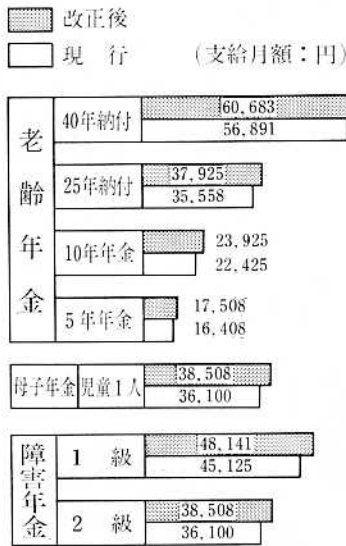 改正後
現行 (支給月額:円)
老齢年金
40年納付 60,683
56,891
25年納付 37,925
35,558
10年年金 23,925
22,425
5年年金 17,508
16,408
母子年金 児童1人 38,508
36,100
障害年金
1級 48,141
45,125
2級 38,508
36,100